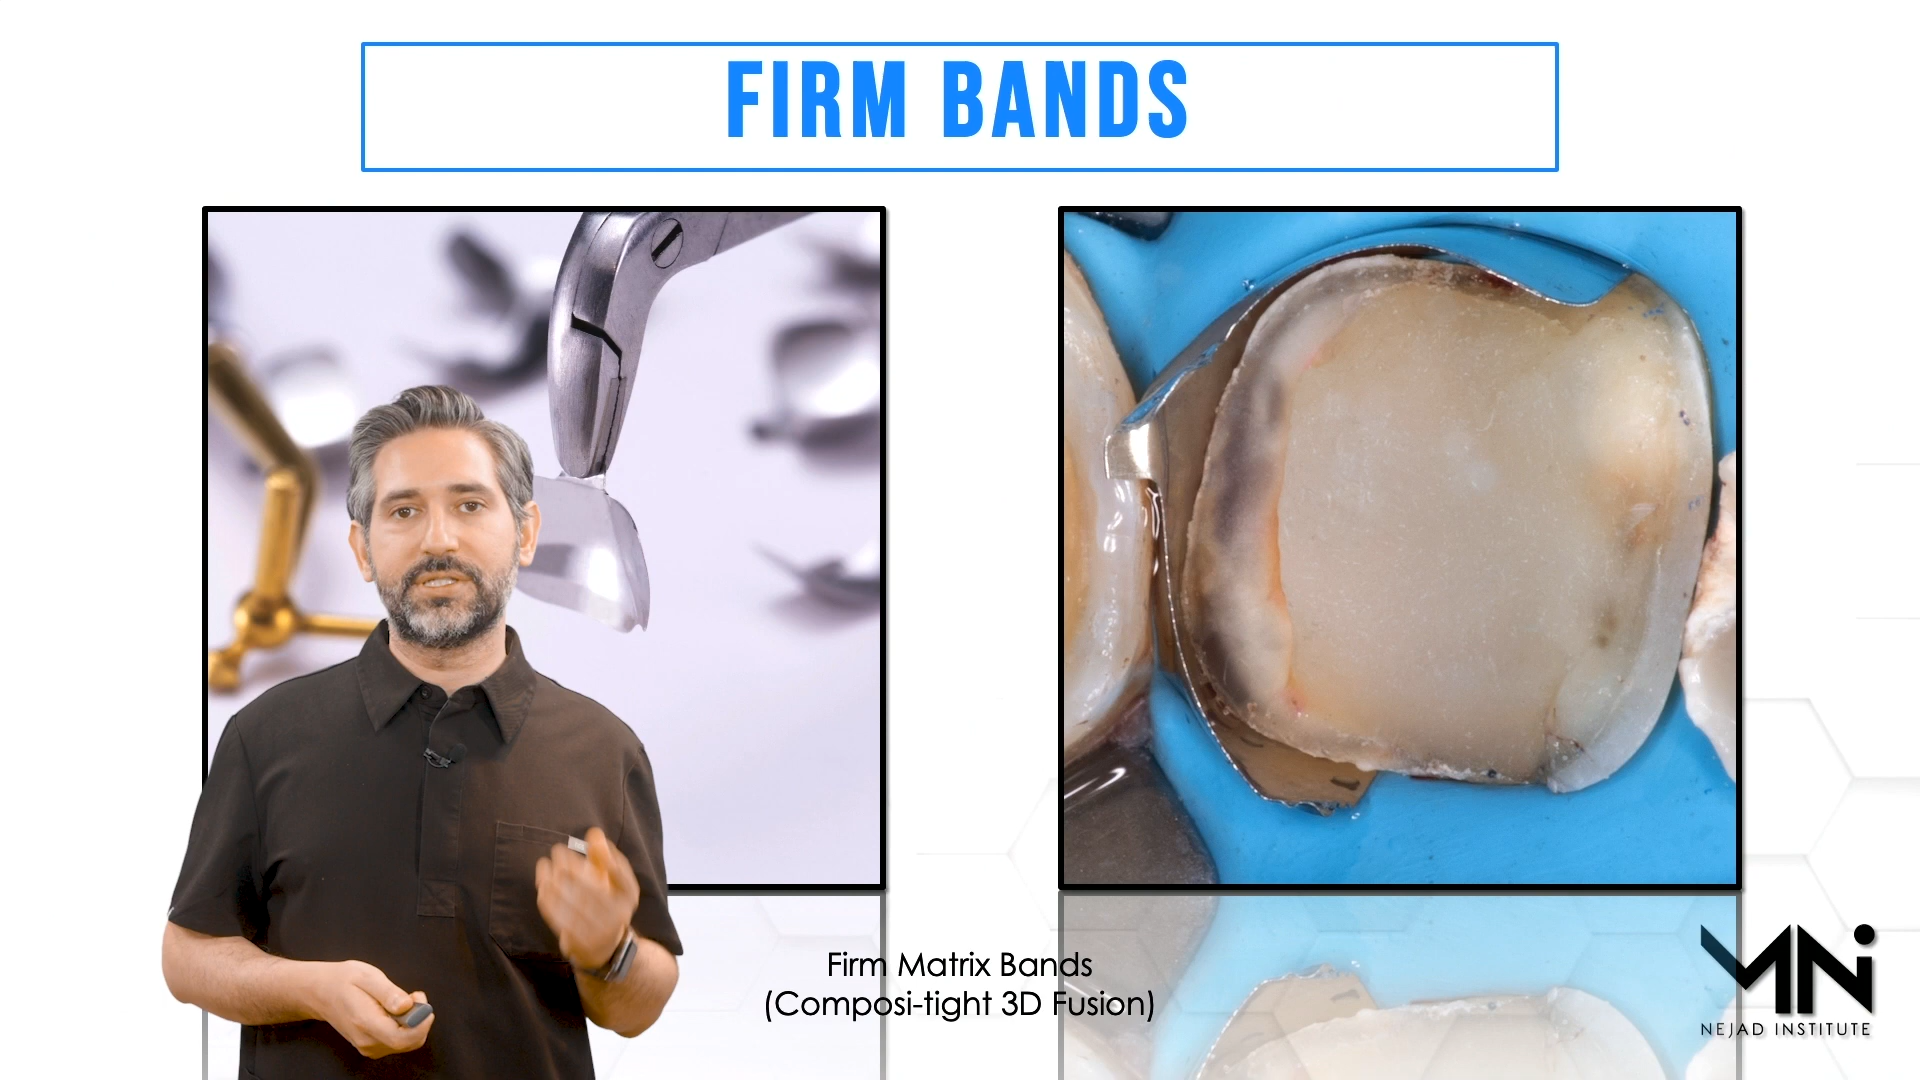 FIRM BANDS
Firm Matrix Bands
(Composi-tight 3D Fusion)
NEJAD INSTITUTE